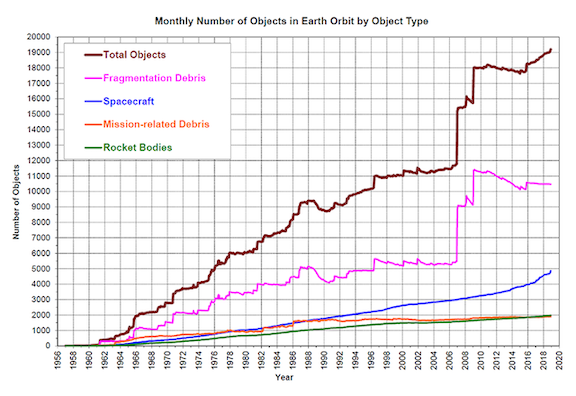 Monthly Number of Objects in Earth Orbit by Object Type
20000
19000
18000
17000
16000
15000
14000
13000
12000
11000
10000
9000
8000
7000
6000
5000
4000
3000
2000
1000
0
Total Objects
Fragmentation Debris
Spacecraft
Mission-related Debris
Rocket Bodies
Number of Objects
1956 1958 1960 1962 1964 1966 1968 1970 1972 1974 1976 1978 1980 1982 1984 1986 1988 1990 1992 1994 1996 1998 2000 2002 2004 2006 2008 2010 2012 2014 2016 2018 2020
Year